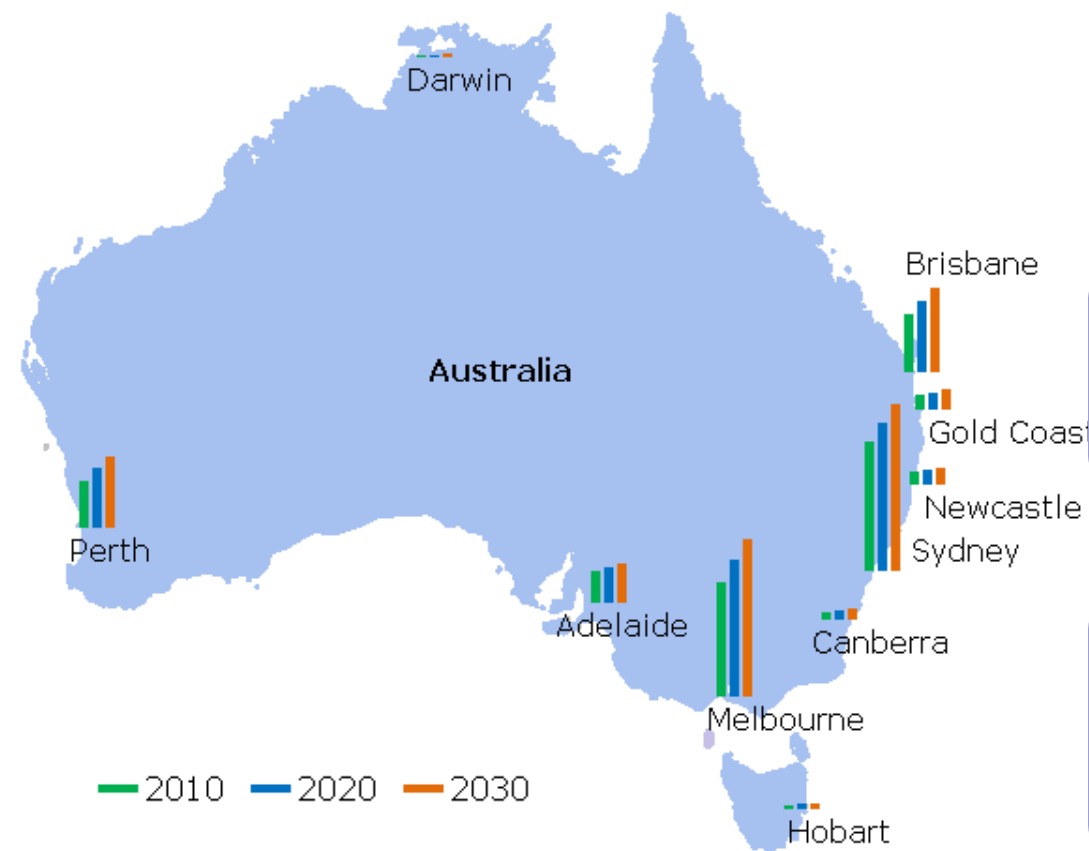 Darwin
Brisbane
Australia
Gold Coast
Newcastle
Perth
Sydney
Adelaide
Canberra
Melbourne
2010 2020 2030
Hobart